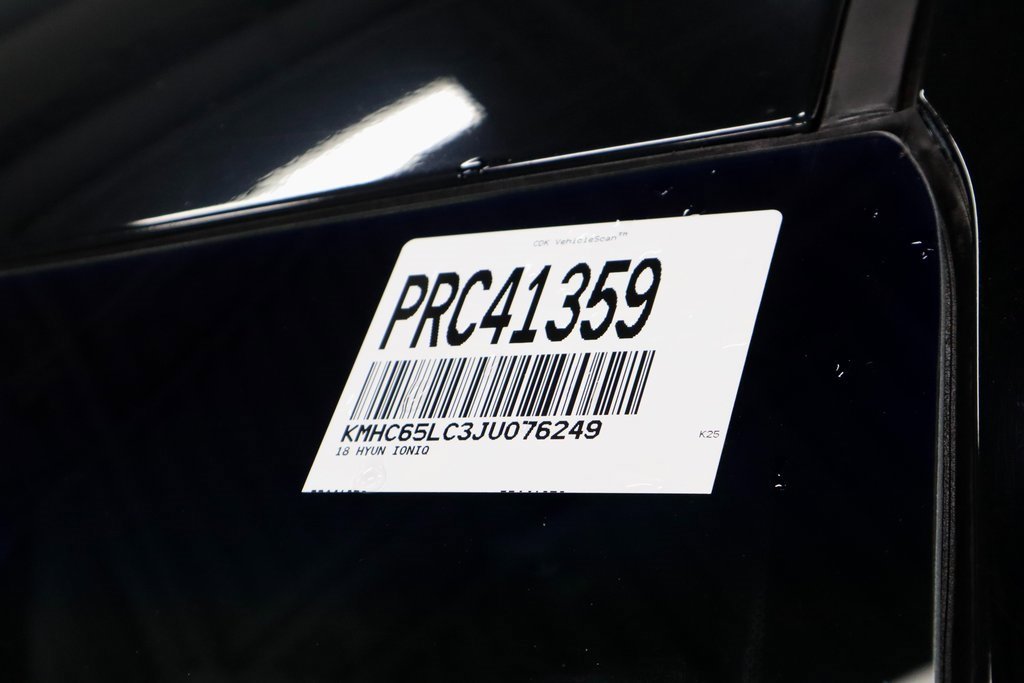 CDK VehicleScan™
PRC41359
KMHC65LC3JU076249
18 HYUN IONIQ
K25